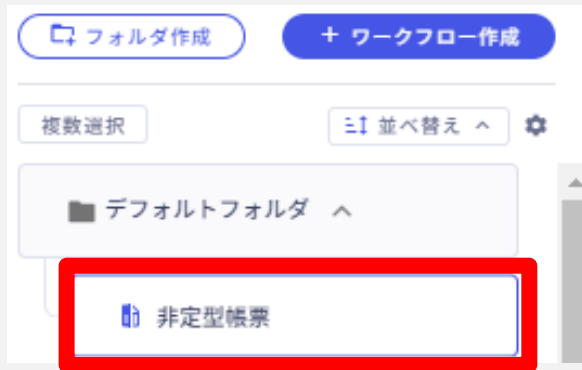 フォルダ作成
+ ワークフロー作成
複数選択
並べ替え
デフォルトフォルダ
非定型帳票